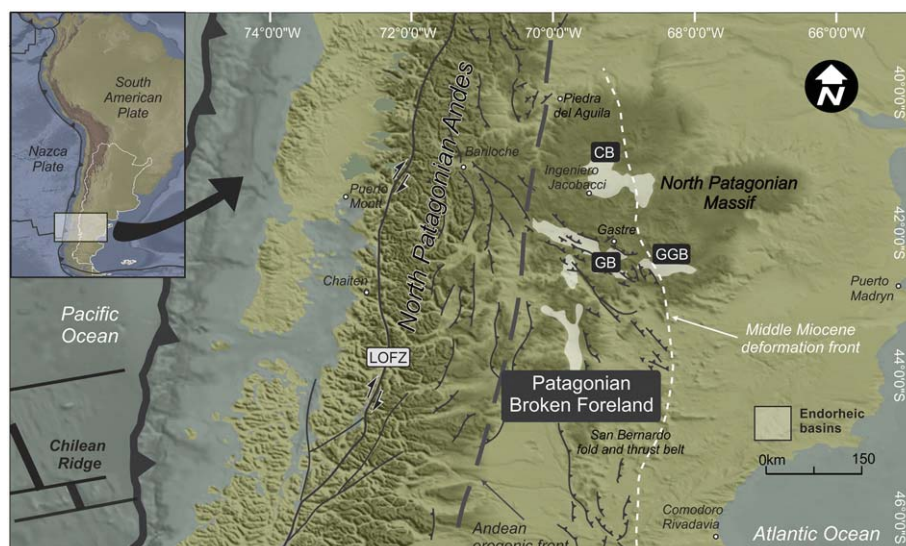 74°0'0"W
72°0'0"W
70°0'0"W
68°0'0"W
66°0'0"W
South
American
Plate
Nazca
Plate
North Patagonian Andes
Piedra
del Aguila
N
40°0'0"S
Bariloche
CB
Ingeniero
Jacobacci
North Patagonian
Massif
Puerto
Montt
42°0'0"S
Gastre
GB
GGB
Chaiten
Puerto
Madryn
Pacific
Ocean
Middle Miocene
deformation front
LOFZ
44°0'0"S
Patagonian
Broken Foreland
Endorheic
basins
Chilean
Ridge
San Bernardo
fold and thrust belt
0km
150
Comodoro
Rivadavia
46°0'0"S
Andean
orogenic front
Atlantic Ocean